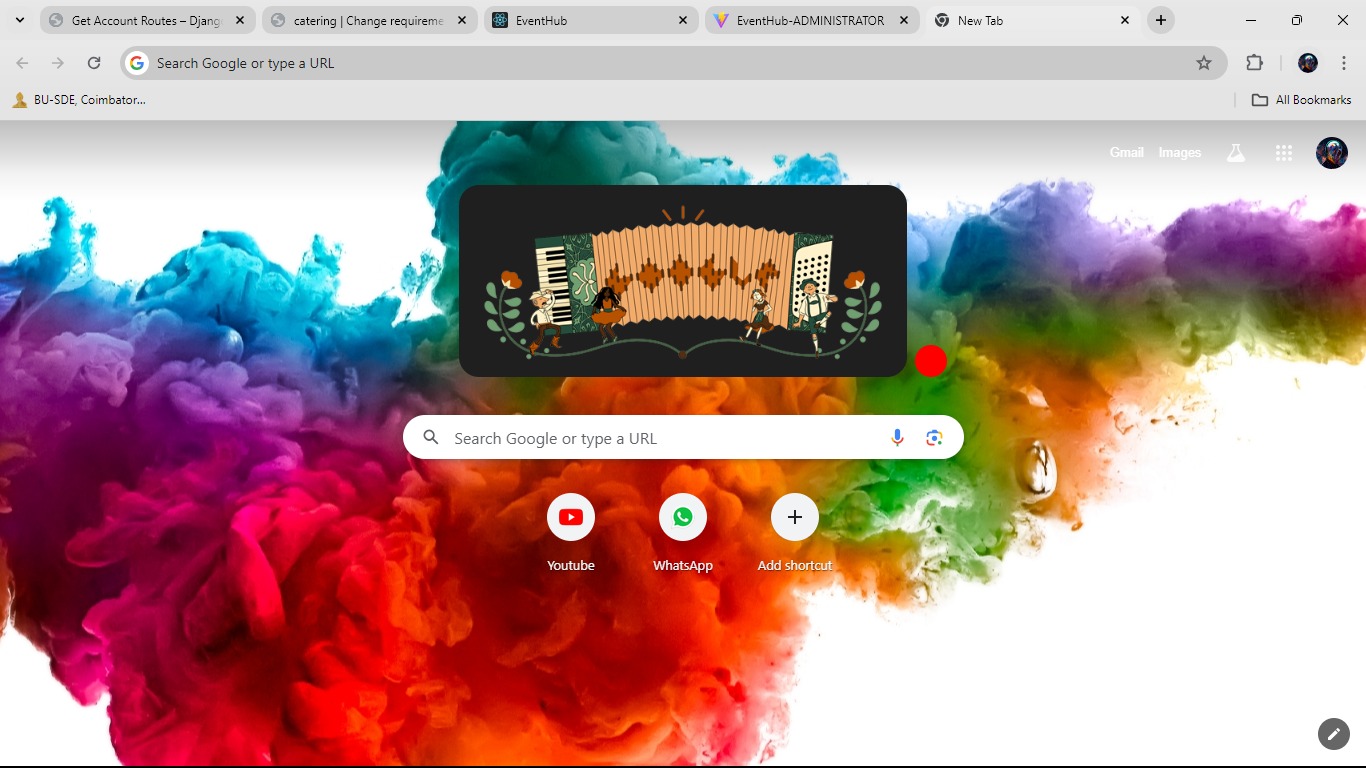 Get Account Routes – Djang
catering | Change requireme
EventHub
EventHub-ADMINISTRATOR
New Tab
Search Google or type a URL
BU-SDE, Coimbator...
All Bookmarks
Gmail
Images
Google
Search Google or type a URL
Youtube
WhatsApp
Add shortcut